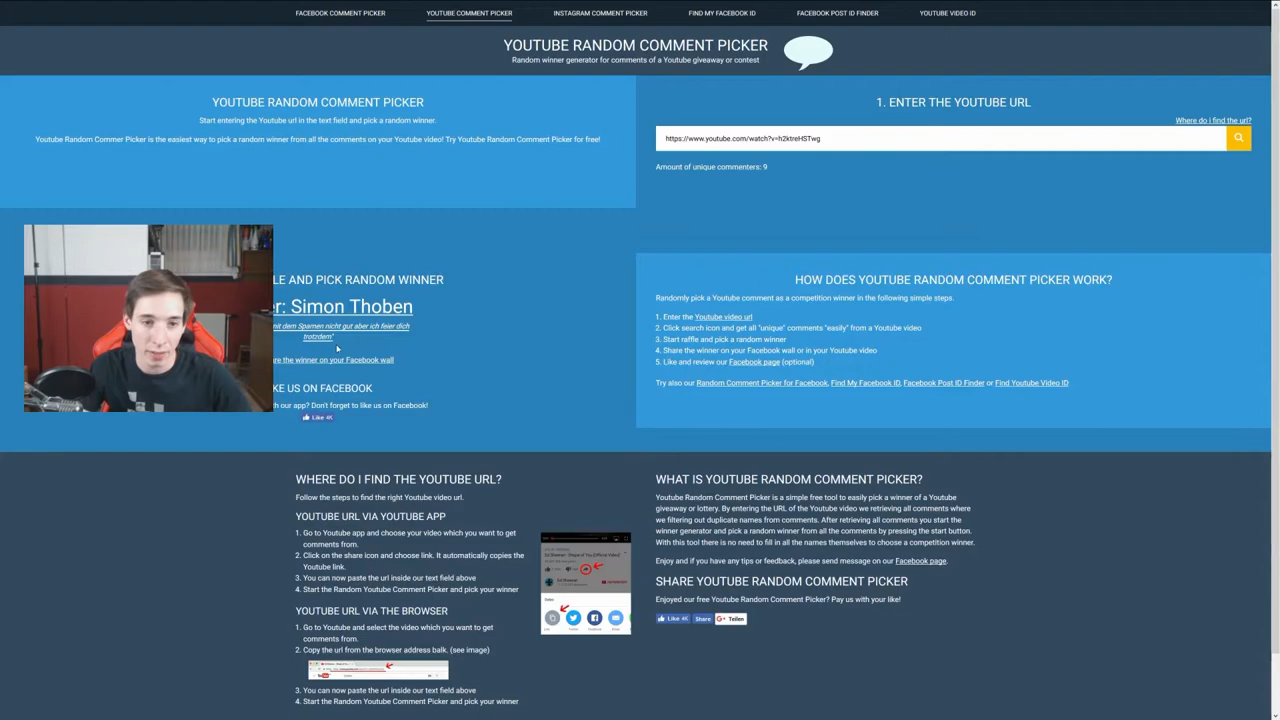 FACEBOOK COMMENT PICKER
YOUTUBE COMMENT PICKER
INSTAGRAM COMMENT PICKER
FIND MY FACEBOOK ID
FACEBOOK POST ID FINDER
YOUTUBE VIDEO ID
YOUTUBE RANDOM COMMENT PICKER
Random winner generator for comments of a Youtube giveaway or contest
YOUTUBE RANDOM COMMENT PICKER
Start entering the Youtube url in the text field and pick a random winner.
Youtube Random Commer Picker is the easiest way to pick a random winner from all the comments on your Youtube video! Try Youtube Random Comment Picker for free!
1. ENTER THE YOUTUBE URL
Where do i find the url?
https://www.youtube.com/watch?v=h2ktreHSTwg
Amount of unique commenters: 9
LE AND PICK RANDOM WINNER
r: Simon Thoben
mit dem Spamen nicht gut aber ich feier dich
trotzdem"
re the winner on your Facebook wall
KE US ON FACEBOOK
h our app? Don't forget to like us on Facebook!
Like 4K
HOW DOES YOUTUBE RANDOM COMMENT PICKER WORK?
Randomly pick a Youtube comment as a competition winner in the following simple steps.
1. Enter the Youtube video url
2. Click search icon and get all "unique" comments "easily" from a Youtube video
3. Start raffle and pick a random winner
4. Share the winner on your Facebook wall or in your Youtube video
5. Like and review our Facebook page (optional)
Try also our Random Comment Picker for Facebook, Find My Facebook ID, Facebook Post ID Finder or Find Youtube Video ID
WHERE DO I FIND THE YOUTUBE URL?
Follow the steps to find the right Youtube video url.
YOUTUBE URL VIA YOUTUBE APP
1. Go to Youtube app and choose your video which you want to get
comments from.
2. Click on the share icon and choose link. It automatically copies the
Youtube link.
3. You can now paste the url inside our text field above
4. Start the Random Youtube Comment Picker and pick your winner
YOUTUBE URL VIA THE BROWSER
1. Go to Youtube and select the video which you want to get
comments from.
2. Copy the url from the browser address balk. (see image)
3. You can now paste the url inside our text field above
4. Start the Random Youtube Comment Picker and pick your winner
WHAT IS YOUTUBE RANDOM COMMENT PICKER?
Youtube Random Comment Picker is a simple free tool to easily pick a winner of a Youtube
giveaway or lottery. By entering the URL of the Youtube video we retrieving all comments where
we filtering out duplicate names from comments. After retrieving all comments you start the
winner generator and pick a random winner from all the comments by pressing the start button.
With this tool there is no need to fill in all the names themselves to choose a competition winner.
Enjoy and if you have any tips or feedback, please send message on our Facebook page.
SHARE YOUTUBE RANDOM COMMENT PICKER
Enjoyed our free Youtube Random Comment Picker? Pay us with your like!
Like 4K
Share
Teilen